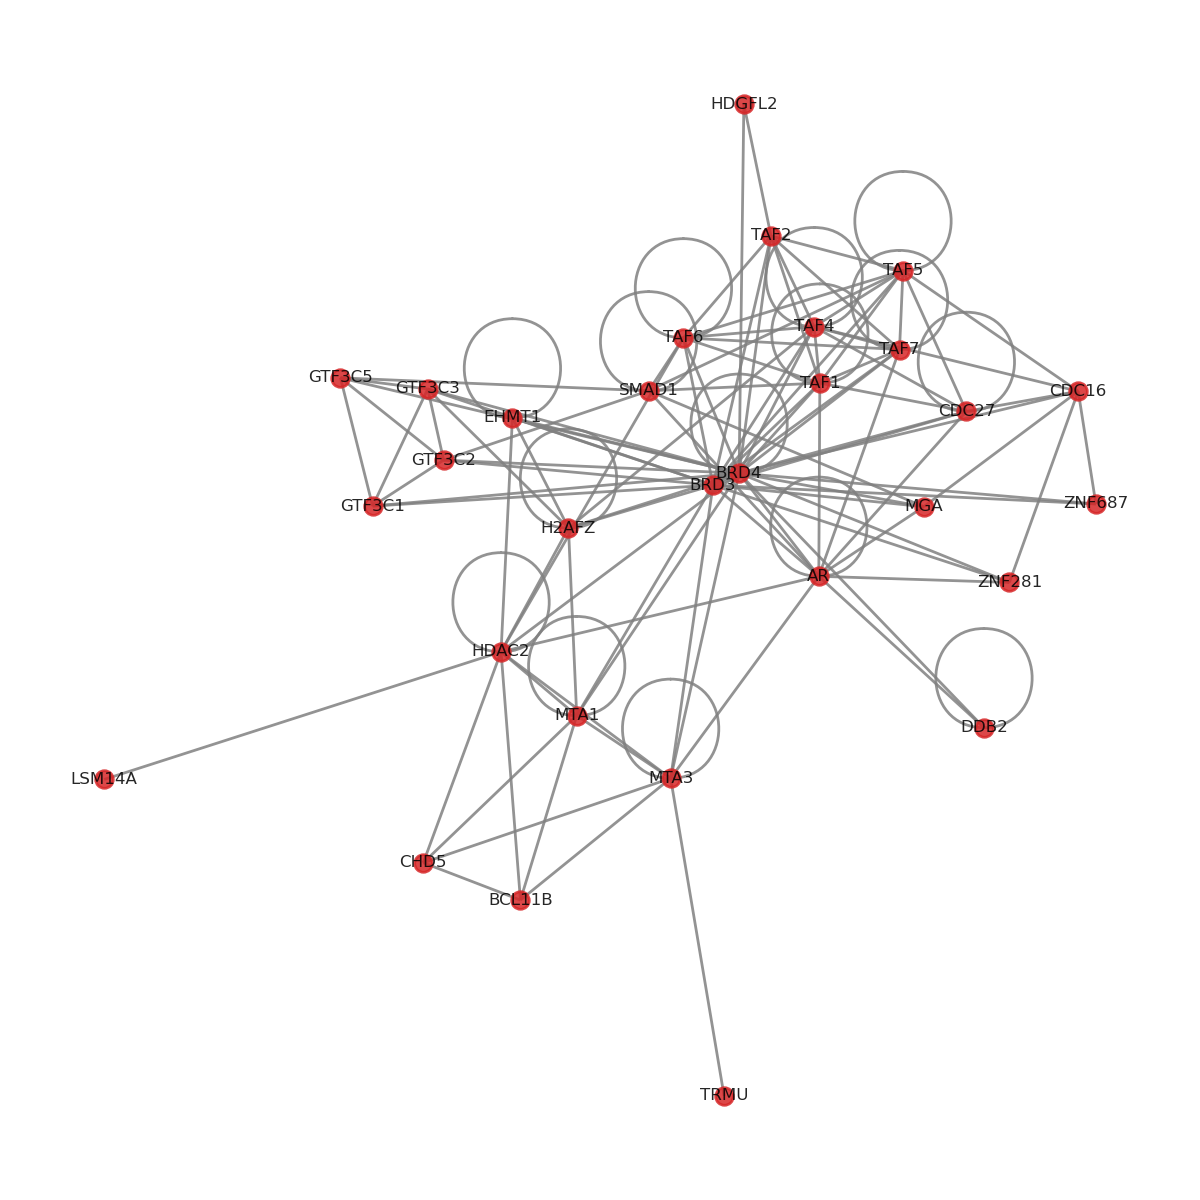 HDGFL2
TAF2
TAF5
TAF4
TAF6
TAF7
GTF3C5
GTF3C3
SMAD1
TAF1
CDC16
EHMT1
CDC27
GTF3C2
BRD4
BRD3
GTF3C1
MGA
ZNF687
H2AFZ
AR
ZNF281
HDAC2
MTA1
DDB2
LSM14A
MTA3
CHD5
BCL11B
TRMU